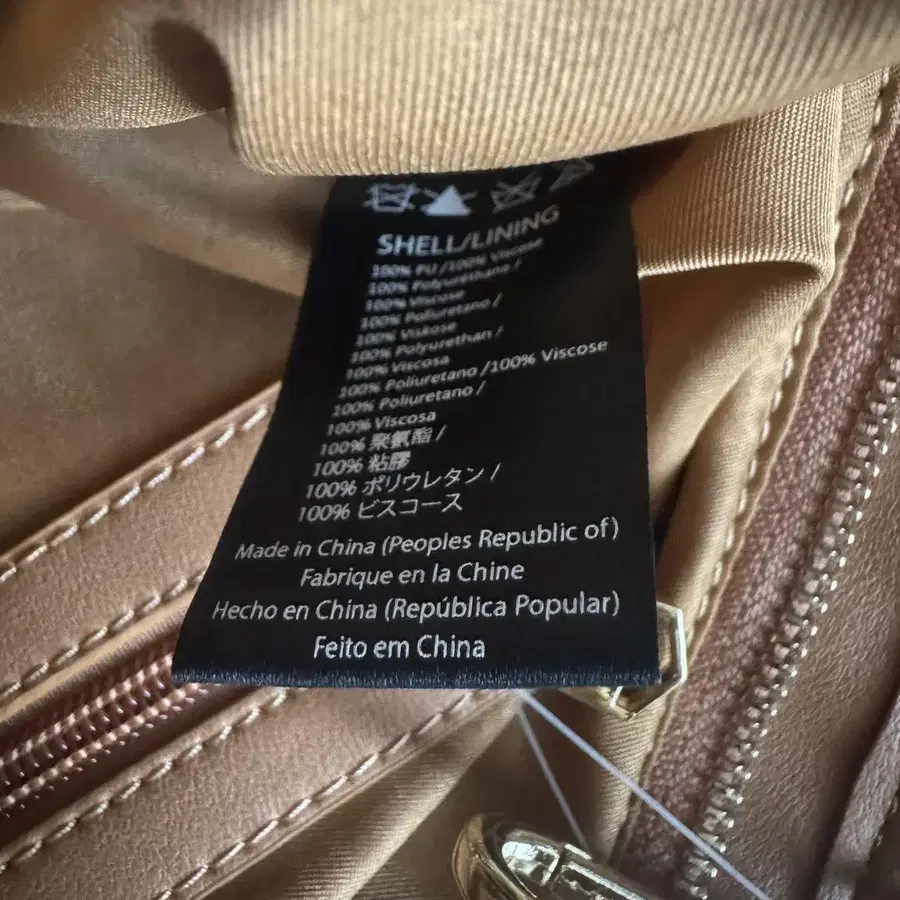 SHELL/LINING
100% PU /100% Viscose
100% Polyurethane /
100% Viscose
100% Poliuretano /
100% Viskose
100% Polyurethan /
100% Viscosa
100% Poliuretano /100% Viscose
100% Poliuretano /
100% Viscosa
100% 聚氨酯 /
100% 粘膠
100% ポリウレタン /
100% ビスコース
Made in China (Peoples Republic of)
Fabrique en la Chine
Hecho en China (República Popular)
Feito em China